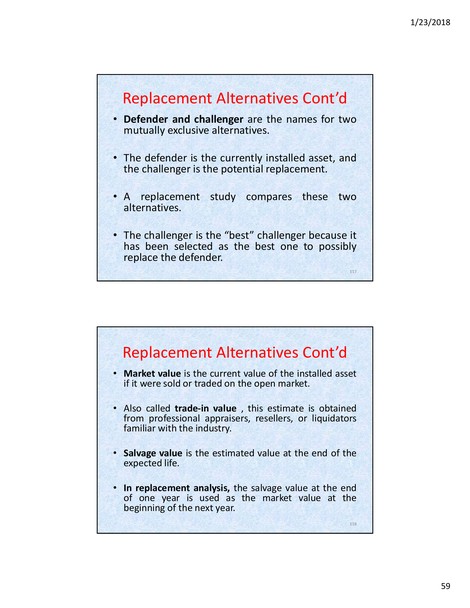 1/23/2018
Replacement Alternatives Cont’d
• Defender and challenger are the names for two
mutually exclusive alternatives.
• The defender is the currently installed asset, and
the challenger is the potential replacement.
• A replacement study compares these two
alternatives.
• The challenger is the “best” challenger because it
has been selected as the best one to possibly
replace the defender.
Replacement Alternatives Cont’d
• Market value is the current value of the installed asset
if it were sold or traded on the open market.
• Also called trade-in value , this estimate is obtained
from professional appraisers, resellers, or liquidators
familiar with the industry.
• Salvage value is the estimated value at the end of the
expected life.
• In replacement analysis, the salvage value at the end
of one year is used as the market value at the
beginning of the next year.
59